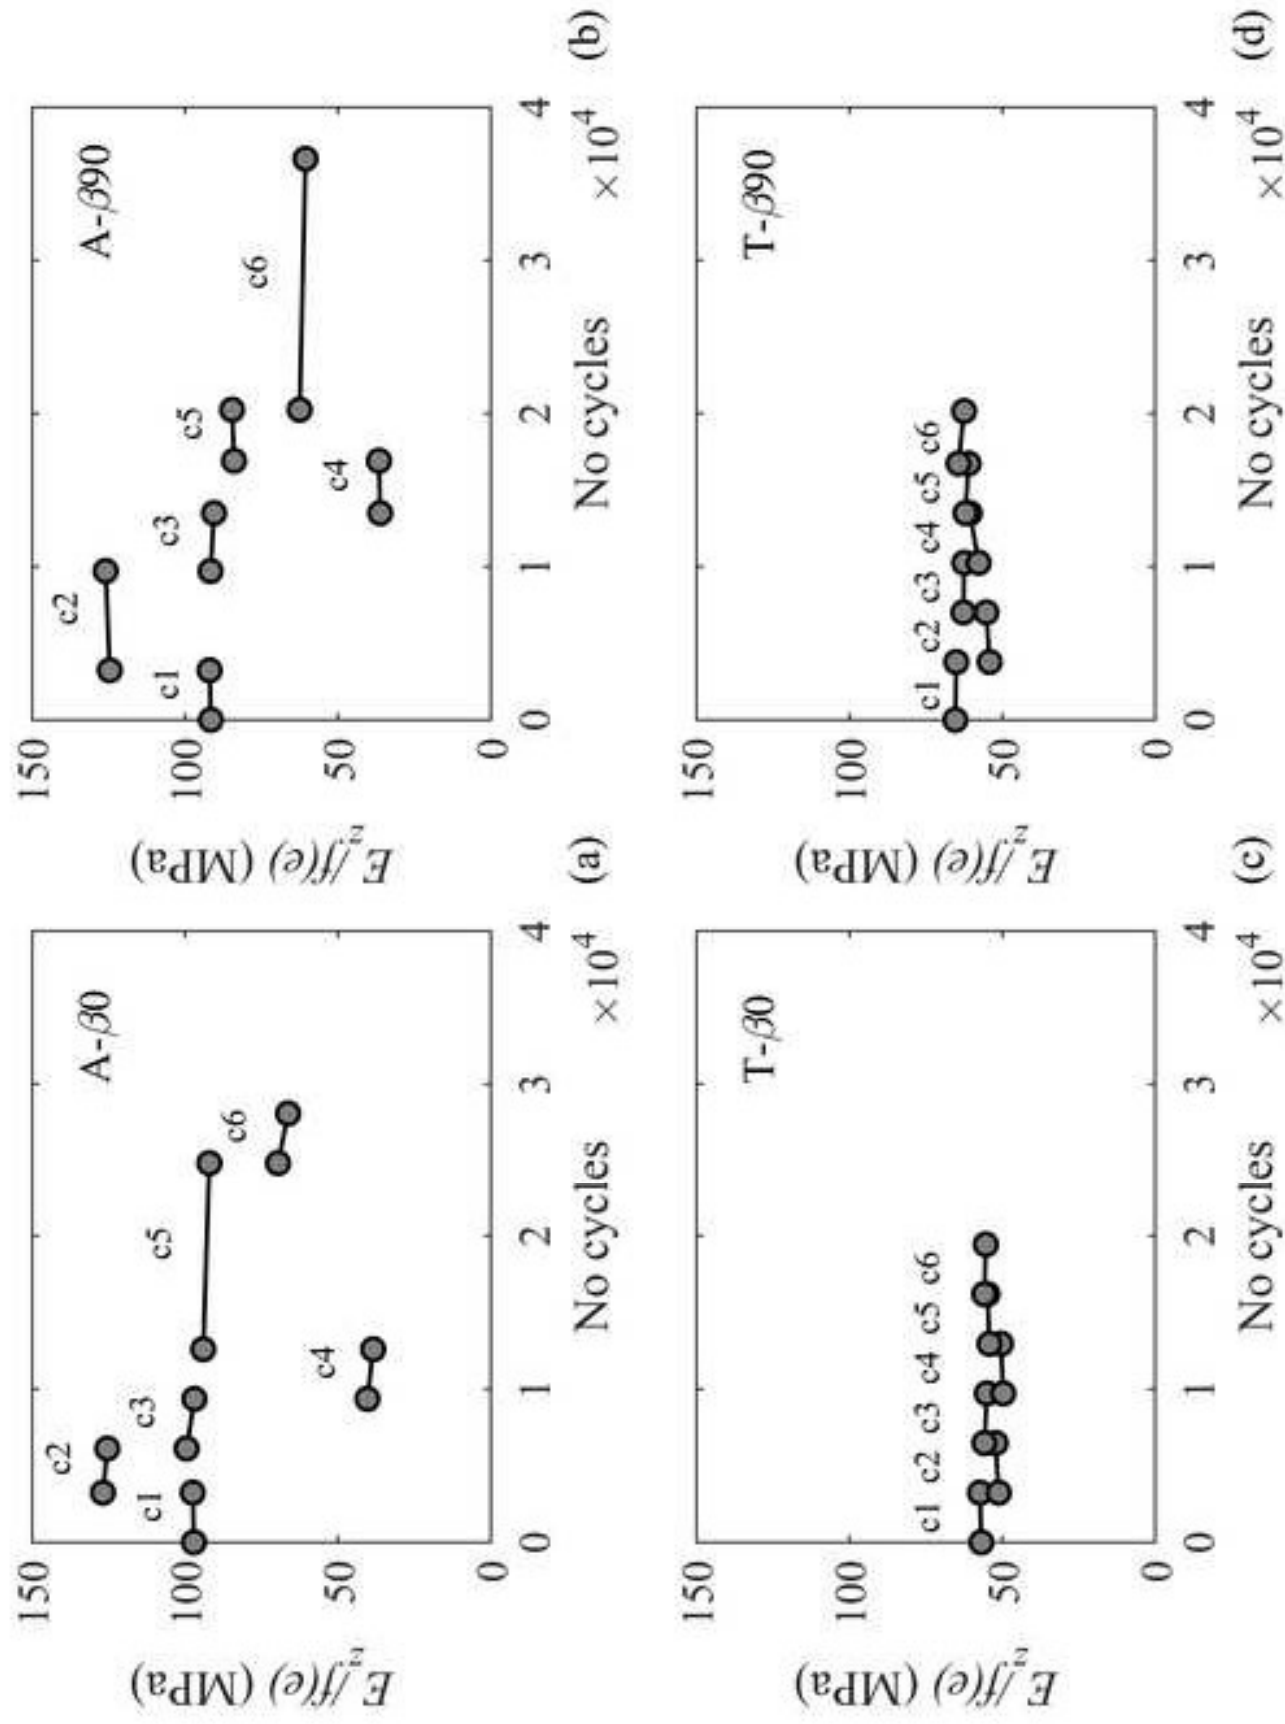 A-β0
c1
c2
c3
c4
c5
c6
150
100
50
0
0
1
2
3
4
×10⁴
E_z/f(e) (MPa)
No cycles
(a)
A-β90
c1
c2
c3
c4
c5
c6
150
100
50
0
0
1
2
3
4
×10⁴
E_z/f(e) (MPa)
No cycles
(b)
T-β0
c1
c2
c3
c4
c5
c6
150
100
50
0
0
1
2
3
4
×10⁴
E_z/f(e) (MPa)
No cycles
(c)
T-β90
c1
c2
c3
c4
c5
c6
150
100
50
0
0
1
2
3
4
×10⁴
E_z/f(e) (MPa)
No cycles
(d)